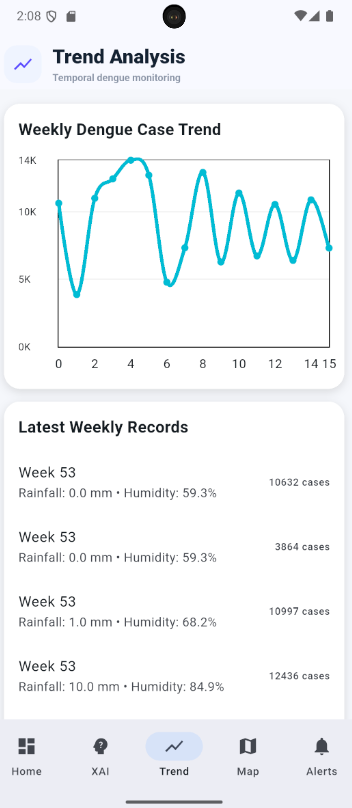 2:08
Trend Analysis
Temporal dengue monitoring
Weekly Dengue Case Trend
14K
10K
5K
0K
0 2 4 6 8 10 12 14 15
Latest Weekly Records
Week 53
Rainfall: 0.0 mm • Humidity: 59.3%
10632 cases
Week 53
Rainfall: 0.0 mm • Humidity: 59.3%
3864 cases
Week 53
Rainfall: 1.0 mm • Humidity: 68.2%
10997 cases
Week 53
Rainfall: 10.0 mm • Humidity: 84.9%
12436 cases
Home XAI Trend Map Alerts